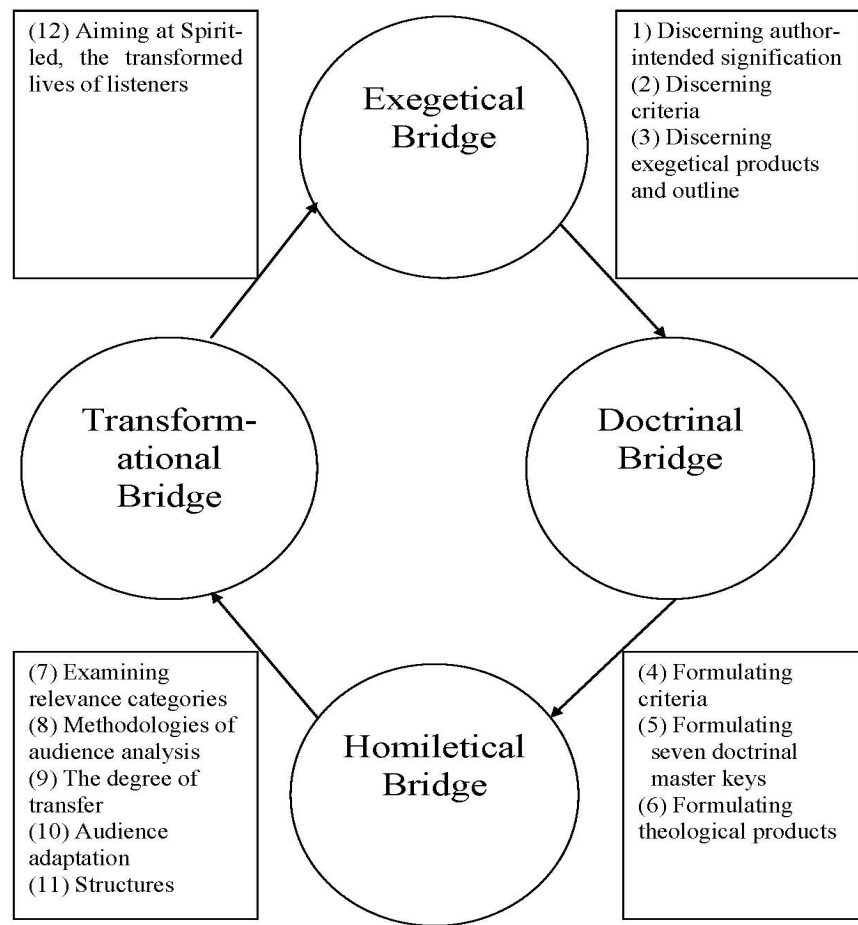 (12) Aiming at Spirit-
led, the transformed
lives of listeners
Exegetical
Bridge
1) Discerning author-
intended signification
(2) Discerning
criteria
(3) Discerning
exegetical products
and outline
Transform-
ational
Bridge
Doctrinal
Bridge
(7) Examining
relevance categories
(8) Methodologies of
audience analysis
(9) The degree of
transfer
(10) Audience
adaptation
(11) Structures
Homiletical
Bridge
(4) Formulating
criteria
(5) Formulating
seven doctrinal
master keys
(6) Formulating
theological products